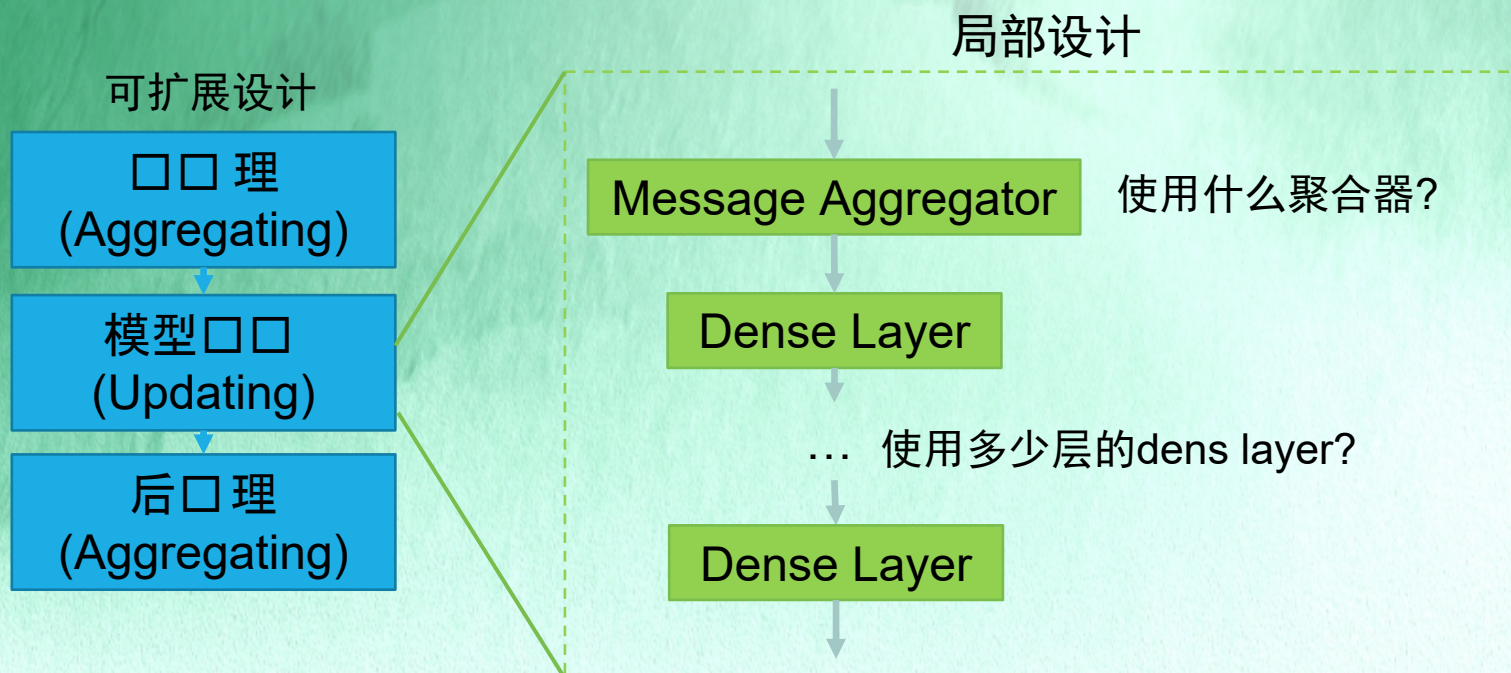 局部设计
可扩展设计
□□ 理
(Aggregating)
模型□□
(Updating)
后□ 理
(Aggregating)
Message Aggregator
使用什么聚合器?
Dense Layer
… 使用多少层的dens layer?
Dense Layer